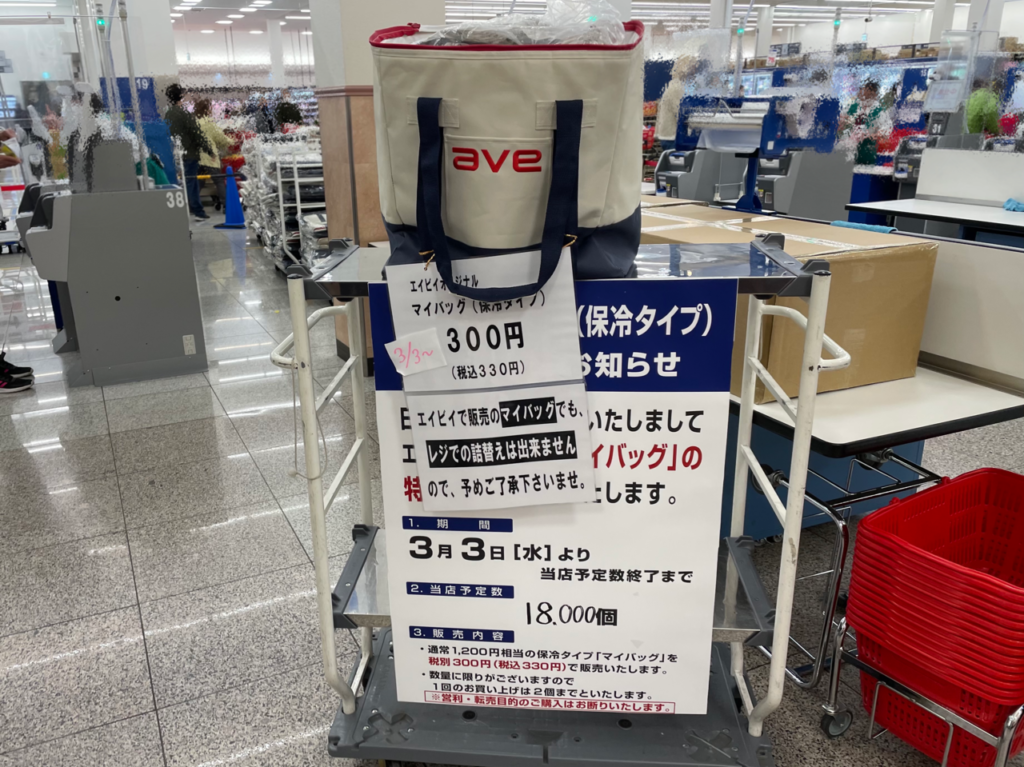 19
38
ave
エイビイオリジナル
マイバッグ(保冷タイプ)
300円
(税込330円)
3/3~
エイビイで販売のマイバッグでも、
レジでの詰替えは出来ません
ので、予めご了承下さいませ。
(保冷タイプ)
お知らせ
いたしまして
マイバッグ」の
特
たします。
1. 期間
3月3日[水]より
当店予定数終了まで
2. 当店予定数
18.000個
3. 販売内容
・通常1,200円相当の保冷タイプ「マイバッグ」を
税別300円(税込330円)で販売いたします。
・数量に限りがございますので
1回のお買い上げは2個までといたします。
※営利・転売目的のご購入はお断りいたします。